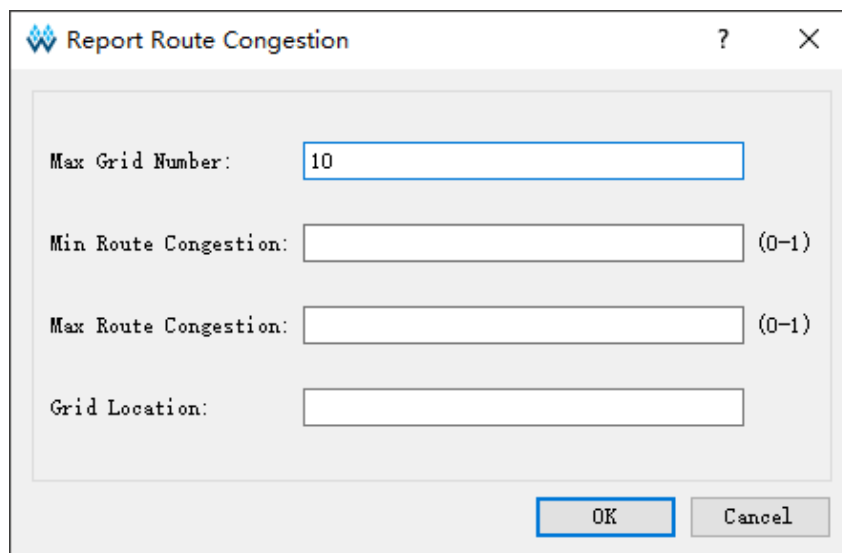 Report Route Congestion ?
Max Grid Number: 10
Min Route Congestion: (0-1)
Max Route Congestion: (0-1)
Grid Location:
OK Cancel